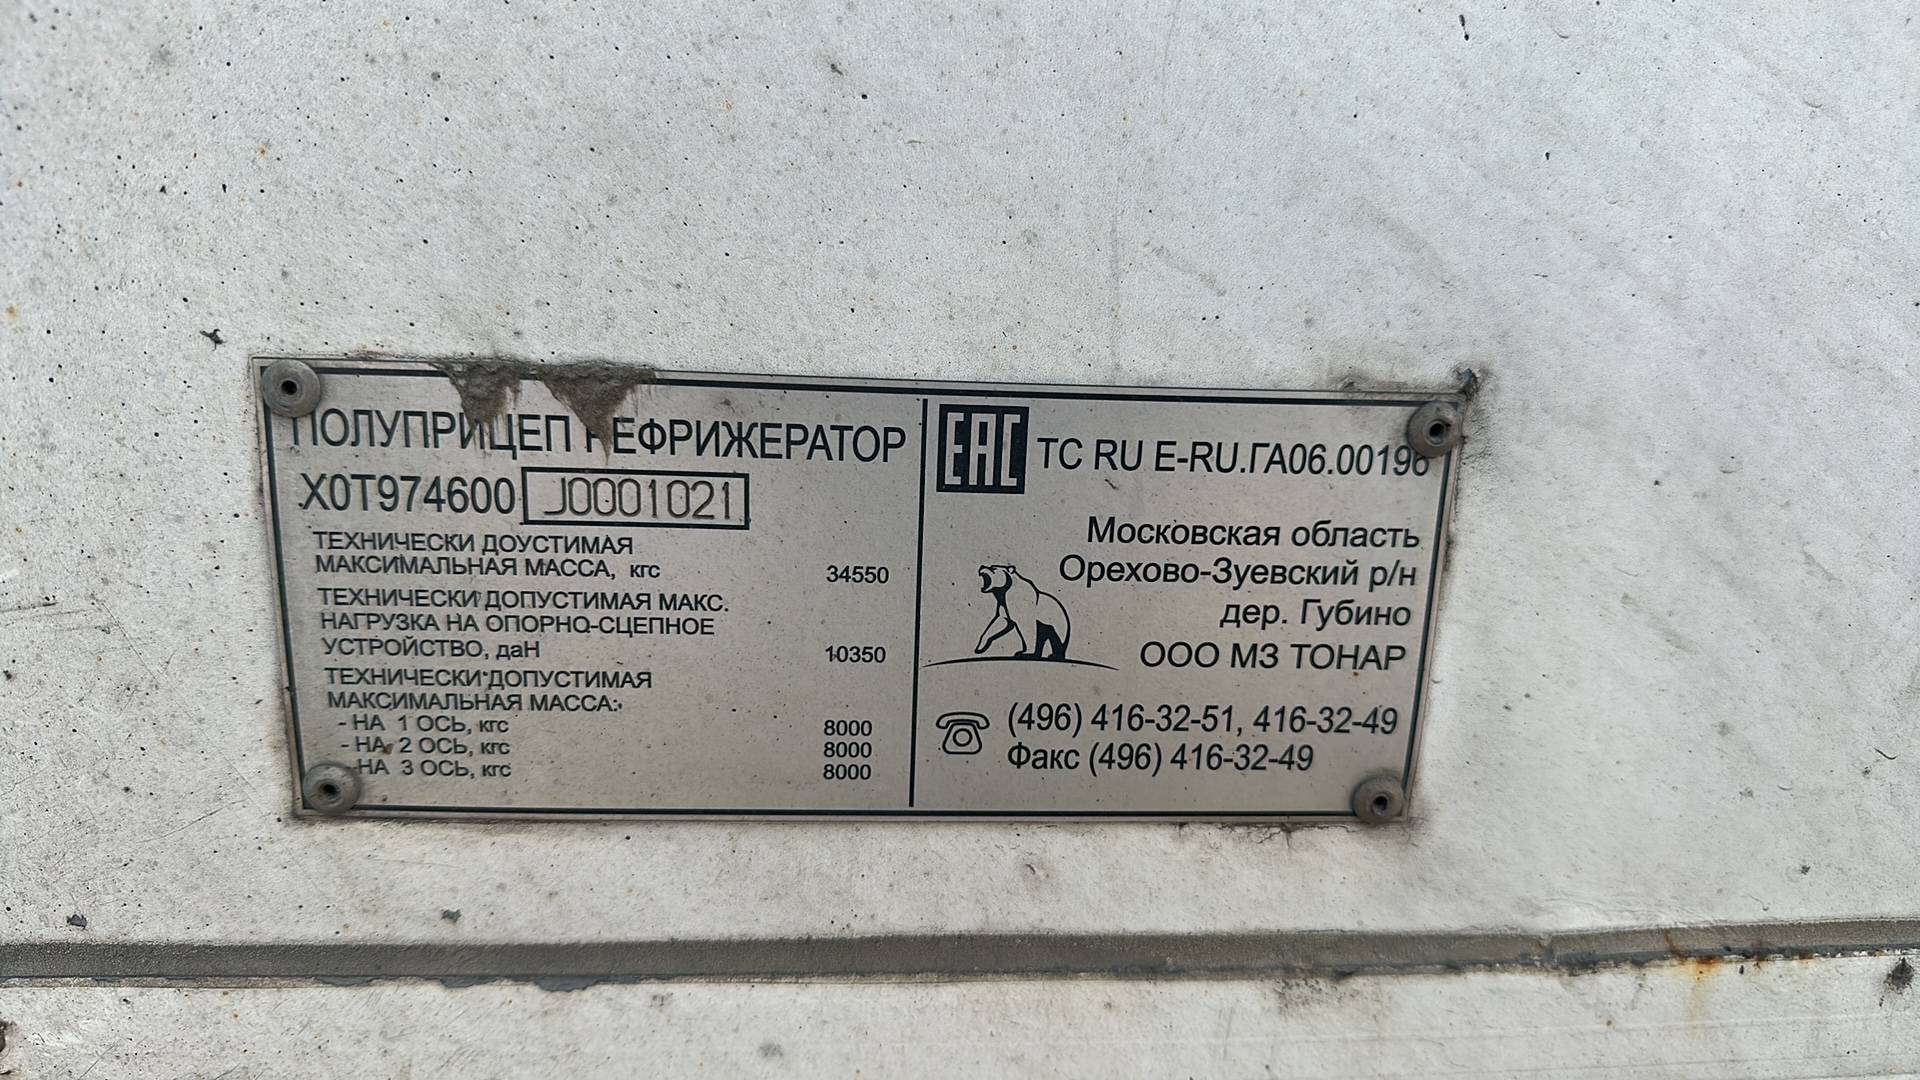 ПОЛУПРИЦЕП РЕФРИЖЕРАТОР
X0T974600 J0001021
ТЕХНИЧЕСКИ ДОУСТИМАЯ
МАКСИМАЛЬНАЯ МАССА, кгс 34550
ТЕХНИЧЕСКИ ДОПУСТИМАЯ МАКС.
НАГРУЗКА НА ОПОРНО-СЦЕПНОЕ
УСТРОЙСТВО, даН 10350
ТЕХНИЧЕСКИ ДОПУСТИМАЯ
МАКСИМАЛЬНАЯ МАССА:
- НА 1 ОСЬ, кгс 8000
- НА 2 ОСЬ, кгс 8000
- НА 3 ОСЬ, кгс 8000
EAC ТС RU E-RU.ГА06.00196
Московская область
Орехово-Зуевский р/н
дер. Губино
ООО МЗ ТОНАР
(496) 416-32-51, 416-32-49
Факс (496) 416-32-49